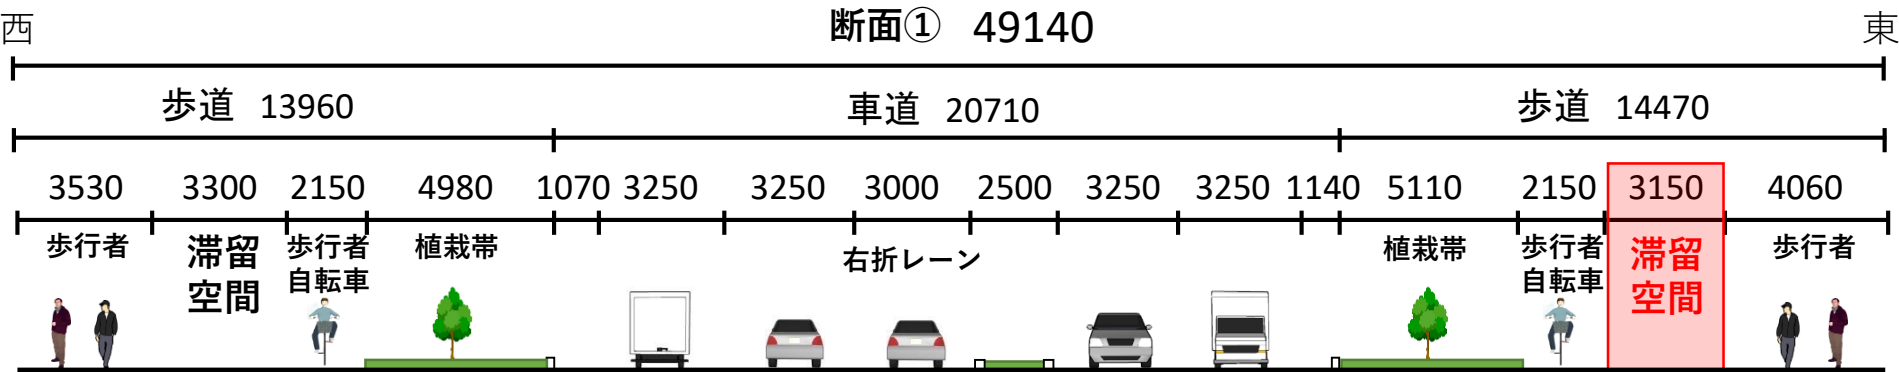 西
断面① 49140
東
歩道 13960
車道 20710
歩道 14470
3530 3300 2150 4980 1070 3250 3250 3000 2500 3250 3250 1140 5110 2150 3150 4060
歩行者
滞留
空間
歩行者
自転車
植栽帯
右折レーン
植栽帯
歩行者
自転車
滞留
空間
歩行者